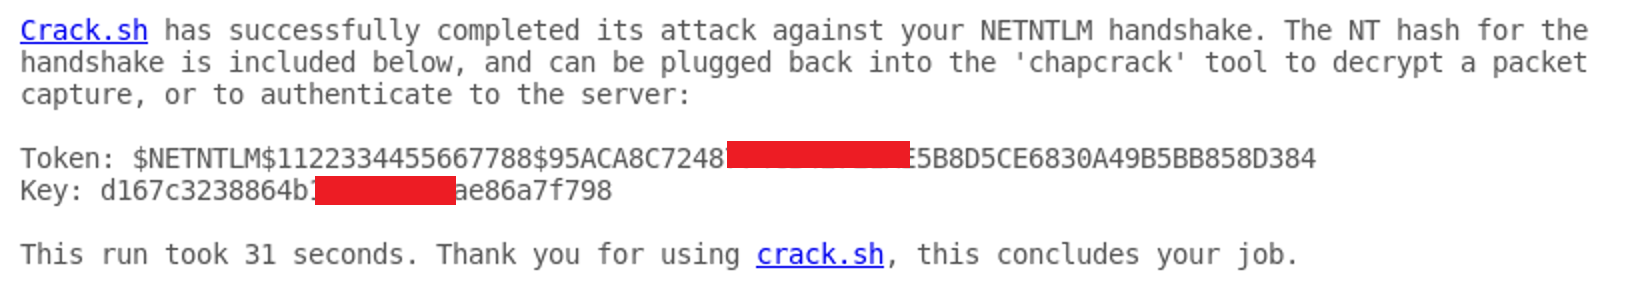 Crack.sh has successfully completed its attack against your NETNTLM handshake. The NT hash for the
handshake is included below, and can be plugged back into the 'chapcrack' tool to decrypt a packet
capture, or to authenticate to the server:
Token: $NETNTLM$1122334455667788$95ACA8C7248 5B8D5CE6830A49B5BB858D384
Key: d167c3238864b ae86a7f798
This run took 31 seconds. Thank you for using crack.sh, this concludes your job.